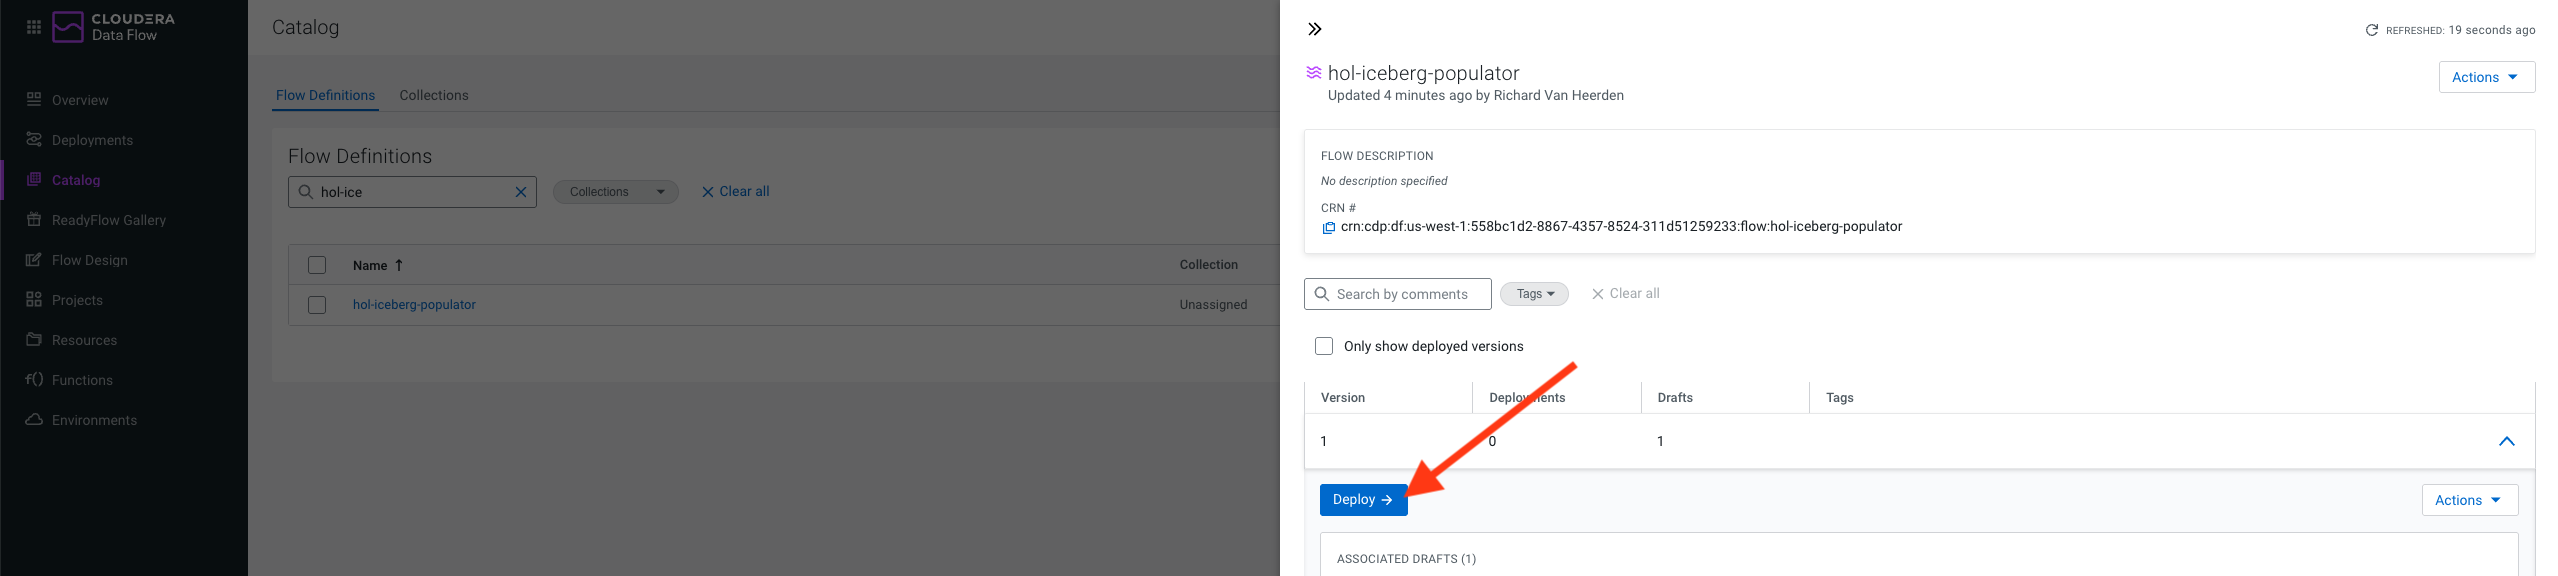 CLOUDERA
Data Flow
Overview
Deployments
Catalog
ReadyFlow Gallery
Flow Design
Projects
Resources
Functions
Environments
Catalog
Flow Definitions Collections
Flow Definitions
hol-ice Collections Clear all
Name Collection
hol-iceberg-populator Unassigned
REFRESHED: 19 seconds ago
hol-iceberg-populator
Updated 4 minutes ago by Richard Van Heerden
Actions
FLOW DESCRIPTION
No description specified
CRN #
crn:cdp:df:us-west-1:558bc1d2-8867-4357-8524-311d51259233:flow:hol-iceberg-populator
Search by comments Tags Clear all
Only show deployed versions
Version Deployments Drafts Tags
1 0 1
Deploy Actions
ASSOCIATED DRAFTS (1)